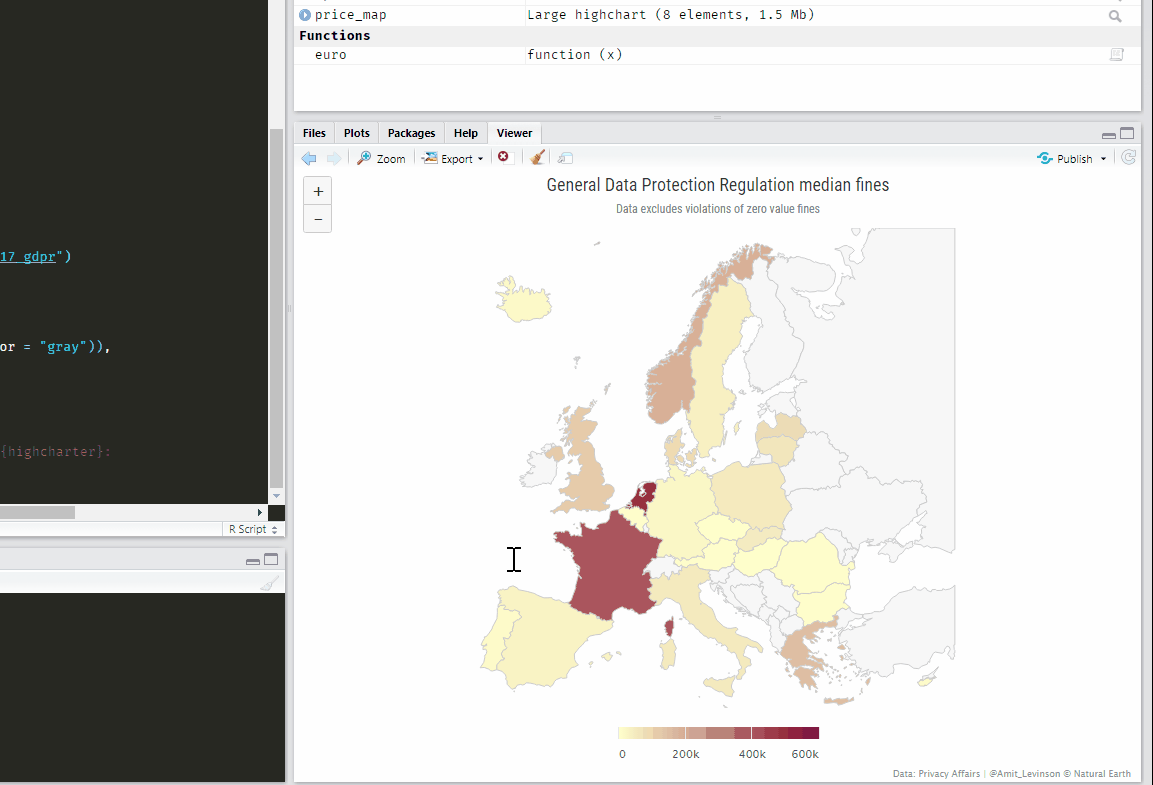 price_map Large highchart (8 elements, 1.5 Mb)
Functions
euro function (x)
Files Plots Packages Help Viewer
Zoom Export Publish
+
−
General Data Protection Regulation median fines
Data excludes violations of zero value fines
17_gdpr")
or = "gray")),
{highcharter}:
R Script
0 200k 400k 600k
Data: Privacy Affairs | @Amit_Levinson © Natural Earth